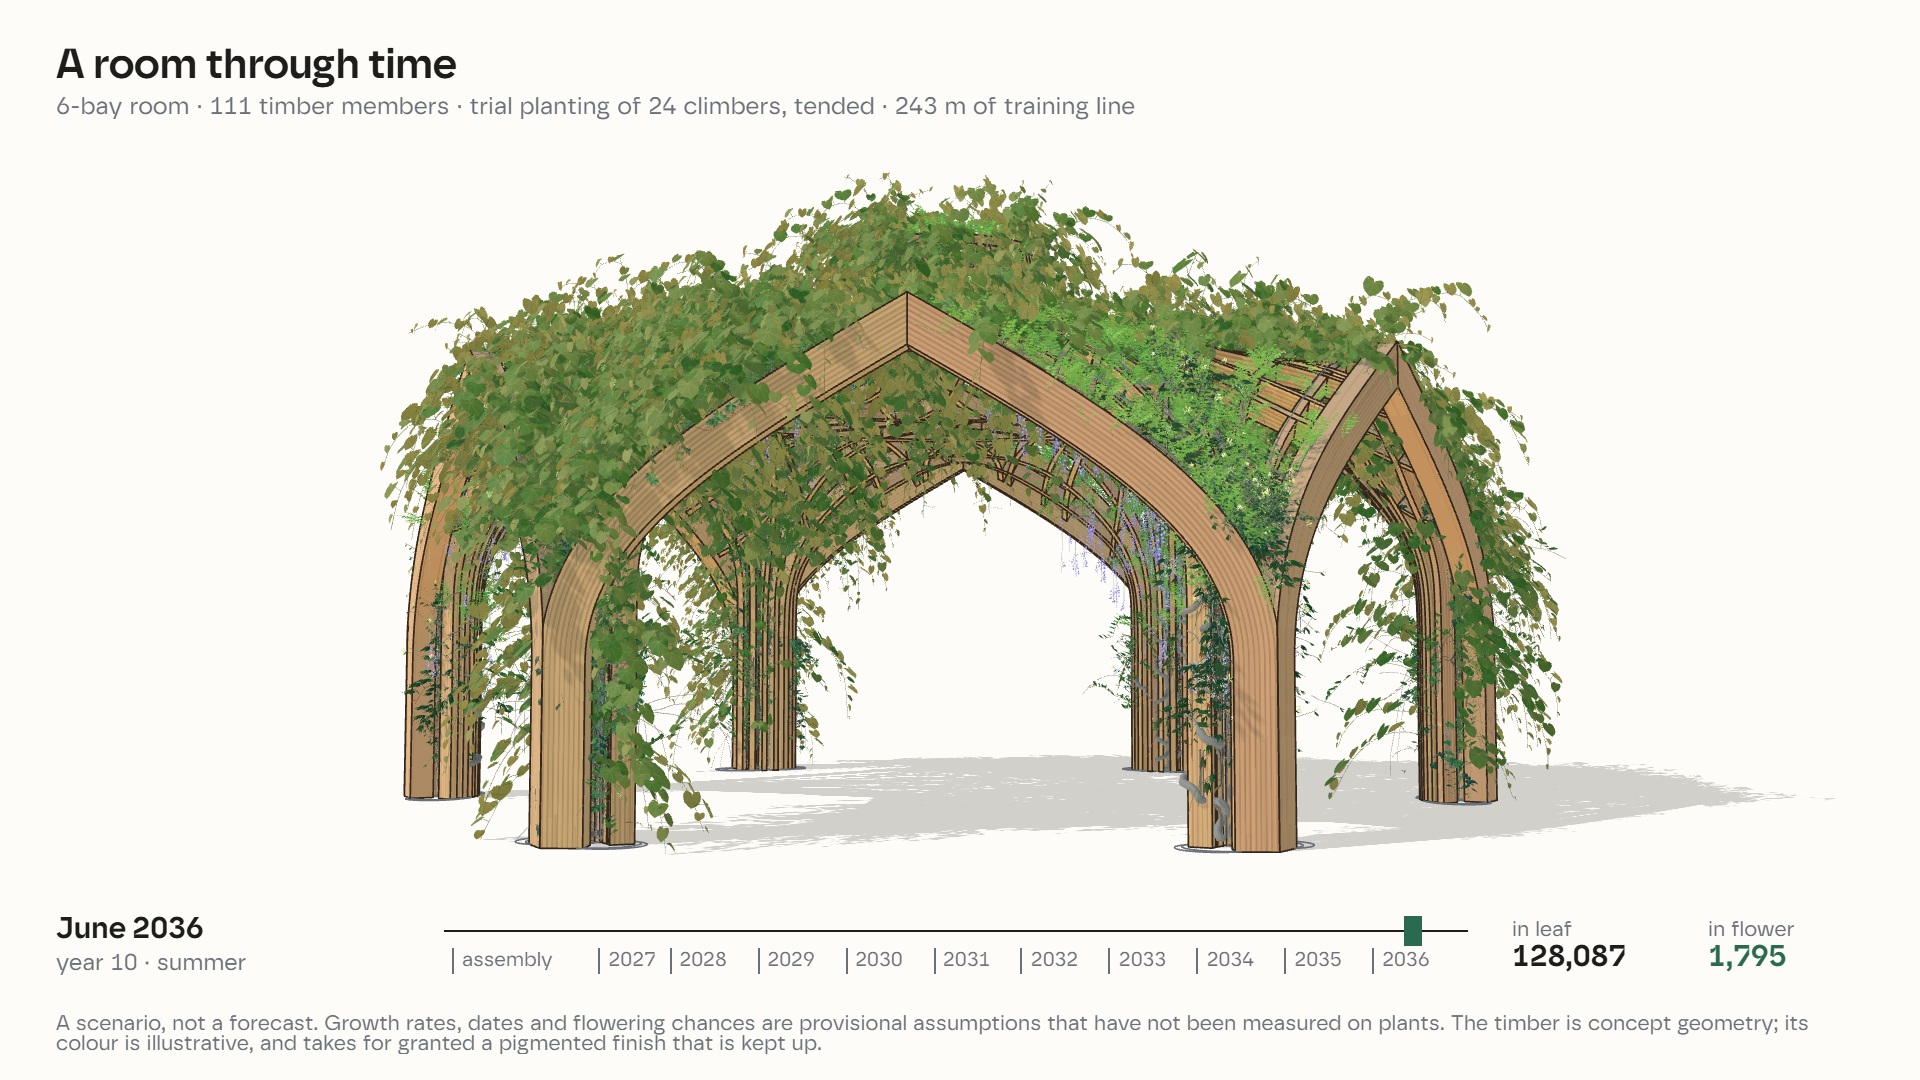 A room through time
6-bay room · 111 timber members · trial planting of 24 climbers, tended · 243 m of training line
June 2036
year 10 · summer
assembly
2027
2028
2029
2030
2031
2032
2033
2034
2035
2036
in leaf
128,087
in flower
1,795
A scenario, not a forecast. Growth rates, dates and flowering chances are provisional assumptions that have not been measured on plants. The timber is concept geometry; its
colour is illustrative, and takes for granted a pigmented finish that is kept up.